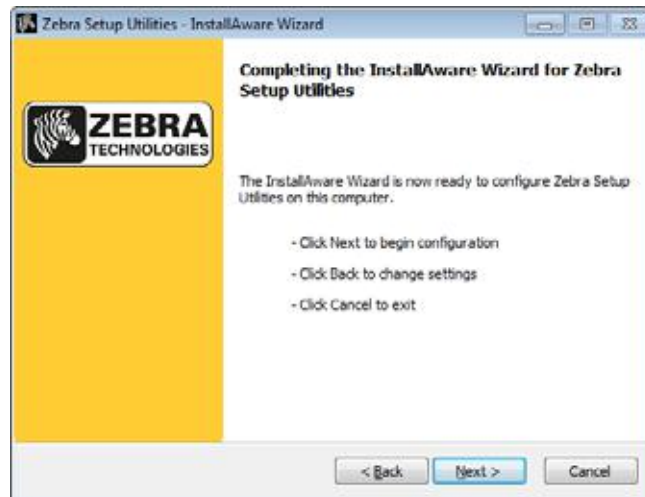 Zebra Setup Utilities - InstallAware Wizard
Completing the InstallAware Wizard for Zebra
Setup Utilities
ZEBRA
TECHNOLOGIES
The InstallAware Wizard is now ready to configure Zebra Setup
Utilities on this computer.
- Click Next to begin configuration
- Click Back to change settings
- Click Cancel to exit
< Back
Next >
Cancel